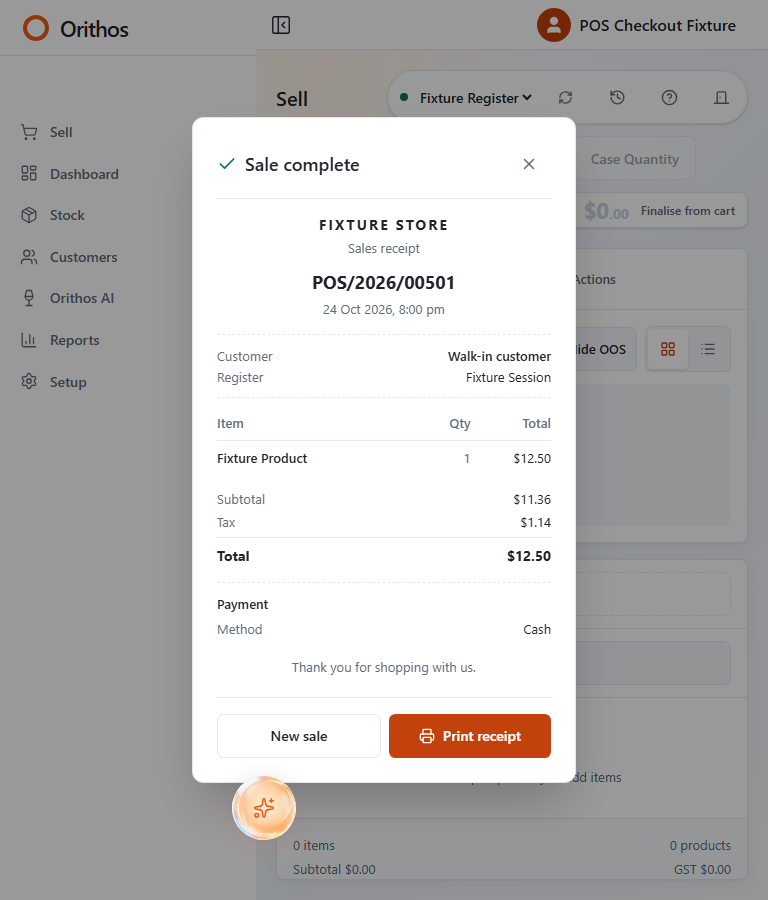 Orithos
POS Checkout Fixture
Sell
Fixture Register
Sell
Dashboard
Stock
Customers
Orithos AI
Reports
Setup
Case Quantity
$0.00 Finalise from cart
Actions
OOS
Sale complete
FIXTURE STORE
Sales receipt
POS/2026/00501
24 Oct 2026, 8:00 pm
Customer Walk-in customer
Register Fixture Session
Item Qty Total
Fixture Product 1 $12.50
Subtotal $11.36
Tax $1.14
Total $12.50
Payment
Method Cash
Thank you for shopping with us.
New sale Print receipt
items
0 items 0 products
Subtotal $0.00 GST $0.00